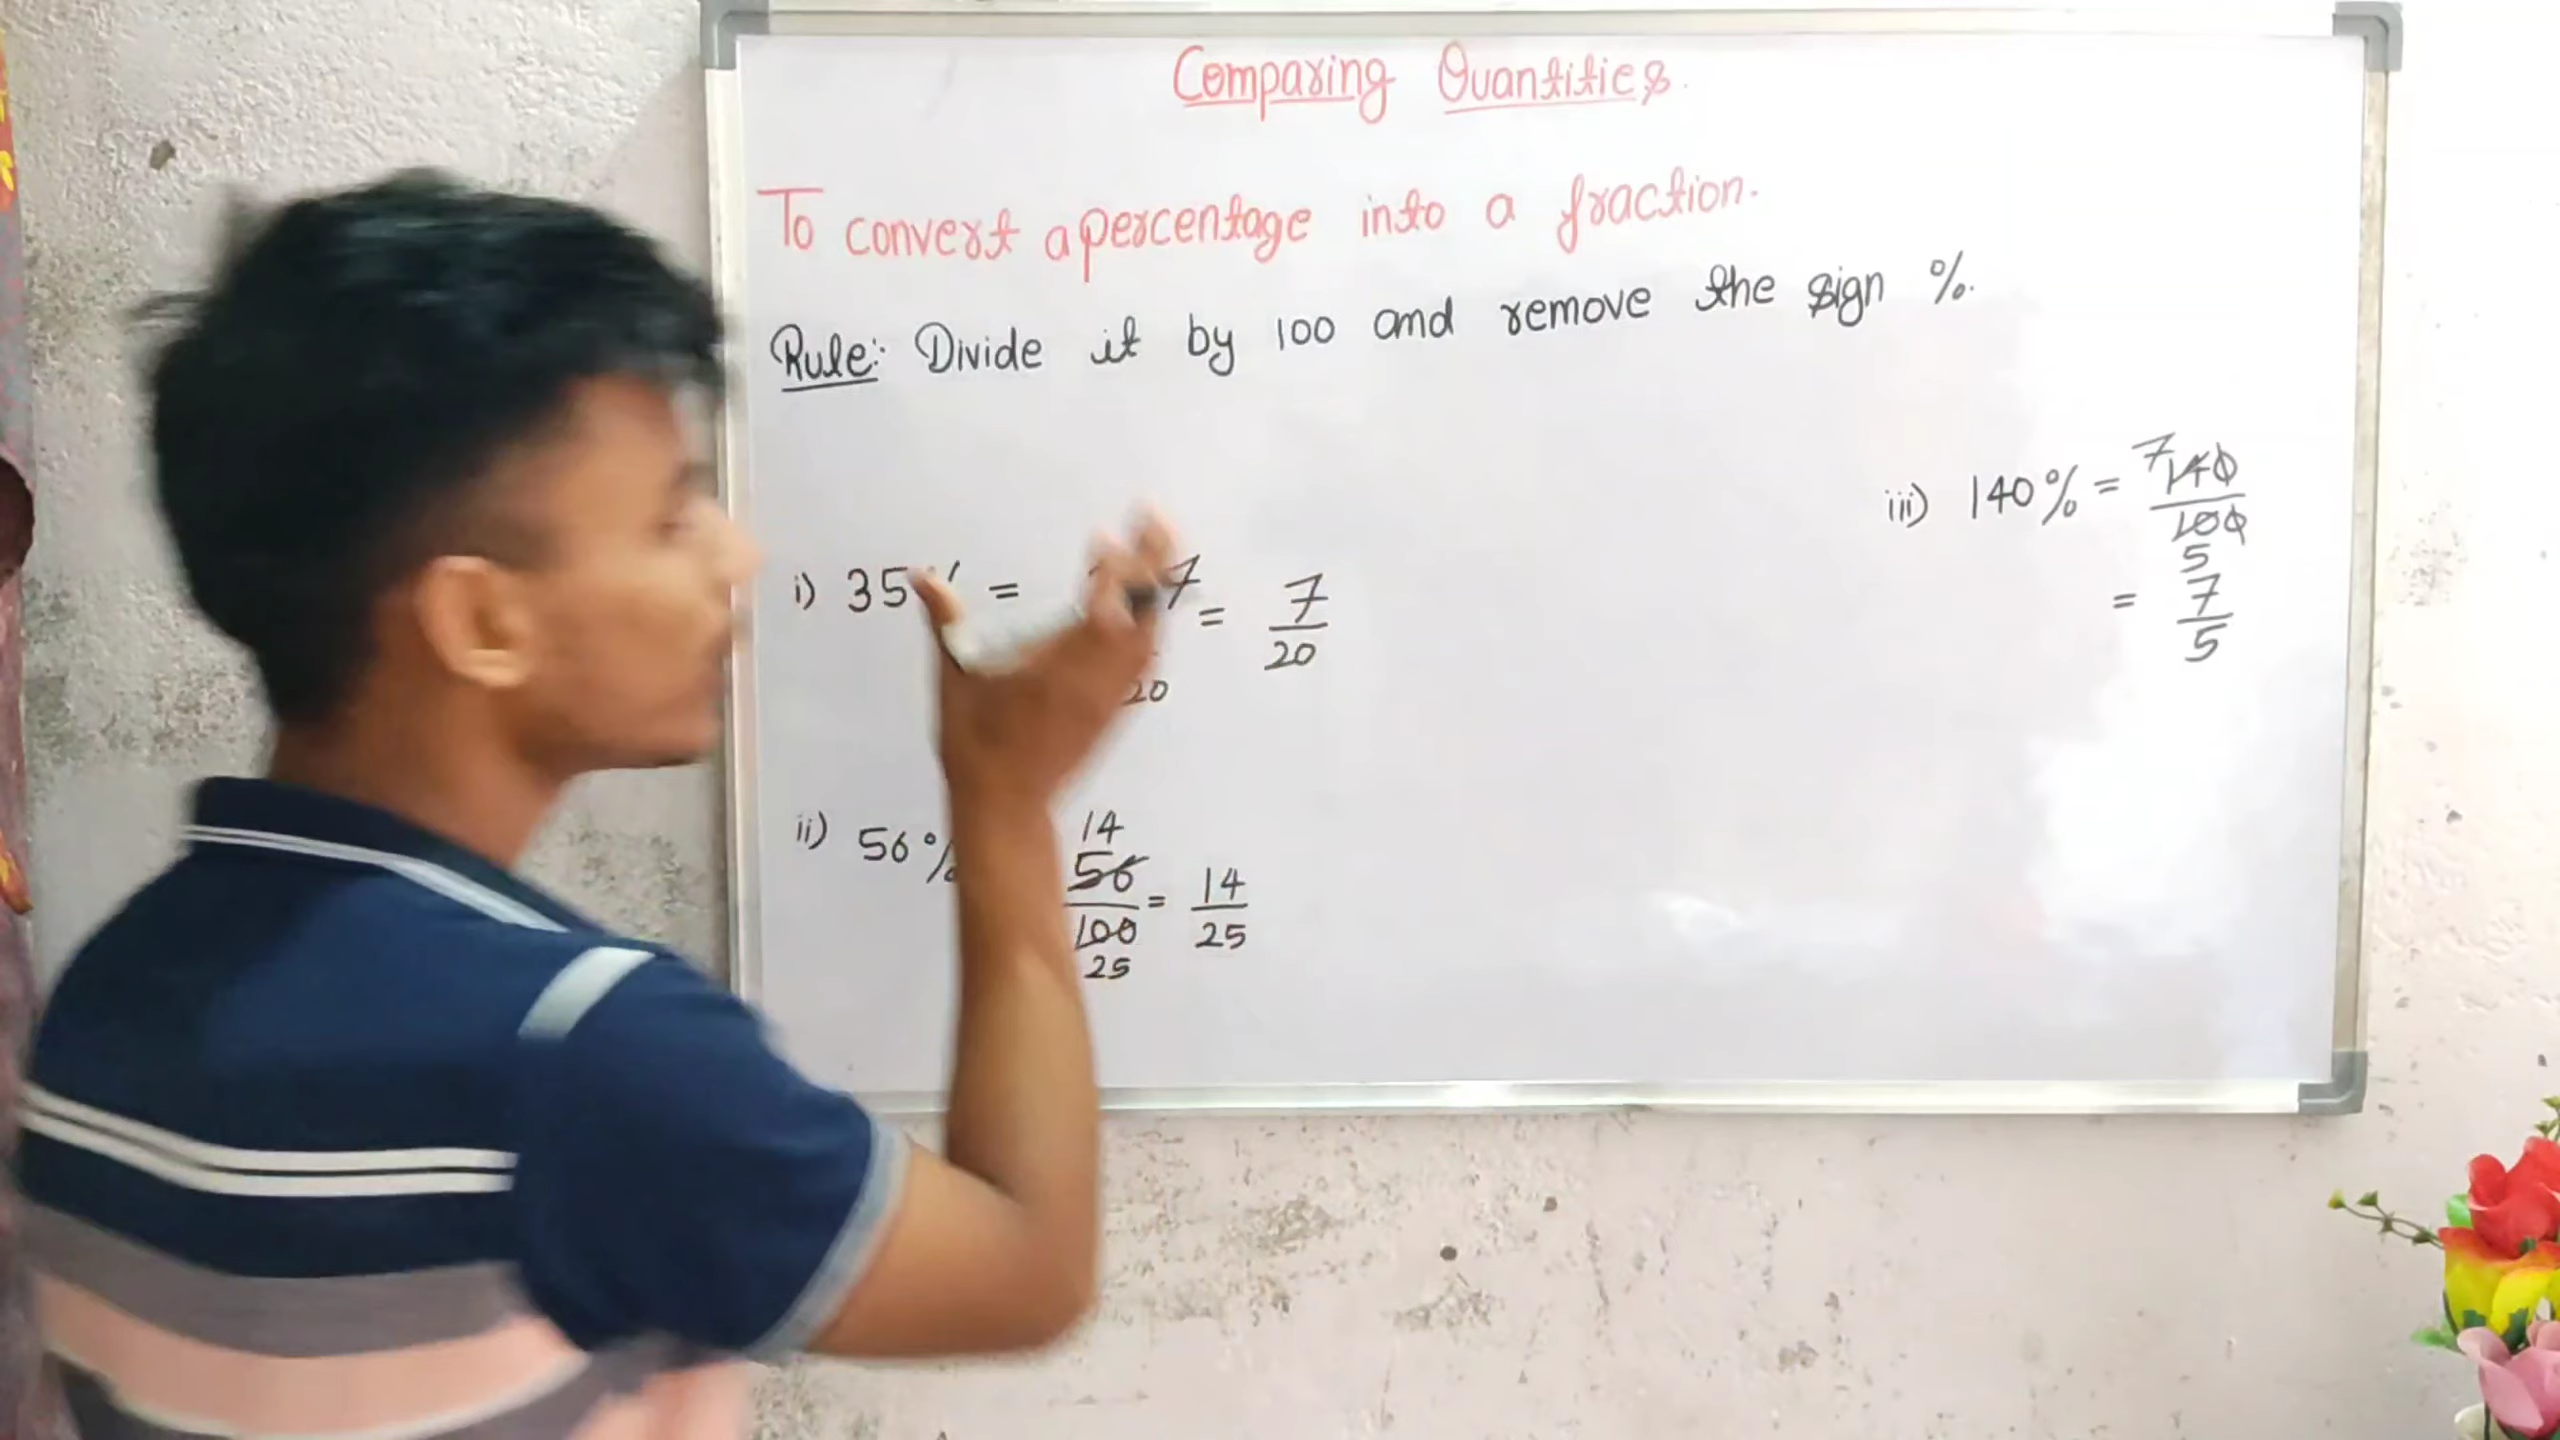 Comparing Quantities.
To convert a percentage into a fraction.
Rule: Divide it by 100 and remove the sign %.
i) 35 = 7 = 7/20
20
ii) 56%
14
56/100 = 14/25
25
iii) 140% = 7 140/100
5
= 7/5